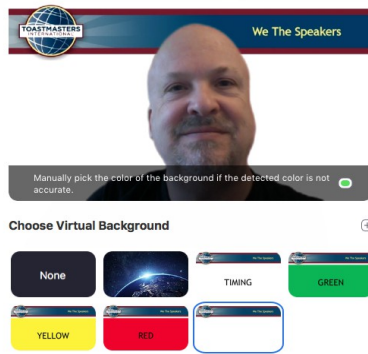 TOASTMASTERS
INTERNATIONAL
We The Speakers
Manually pick the color of the background if the detected color is not
accurate.
Choose Virtual Background
None
TIMING
GREEN
YELLOW
RED